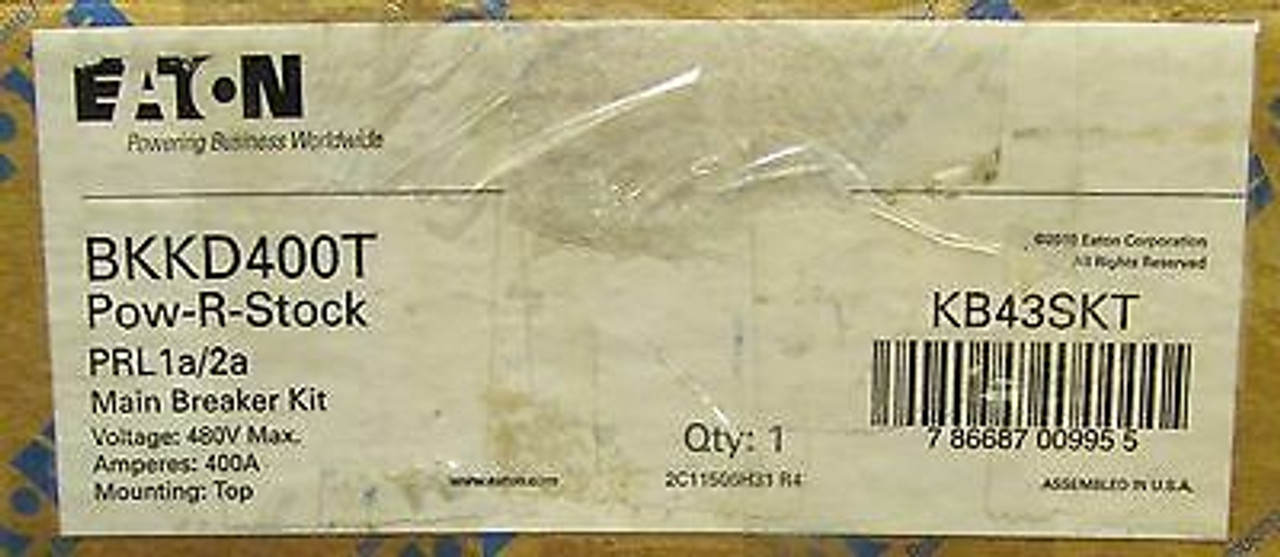 EATON
Powering Business Worldwide
©2010 Eaton Corporation
All Rights Reserved
BKKD400T
Pow-R-Stock
PRL1a/2a
Main Breaker Kit
Voltage: 480V Max.
Amperes: 400A
Mounting: Top
www.eaton.com
Qty: 1
2C11509H31 R4
KB43SKT
7 86687 00995 5
ASSEMBLED IN U.S.A.